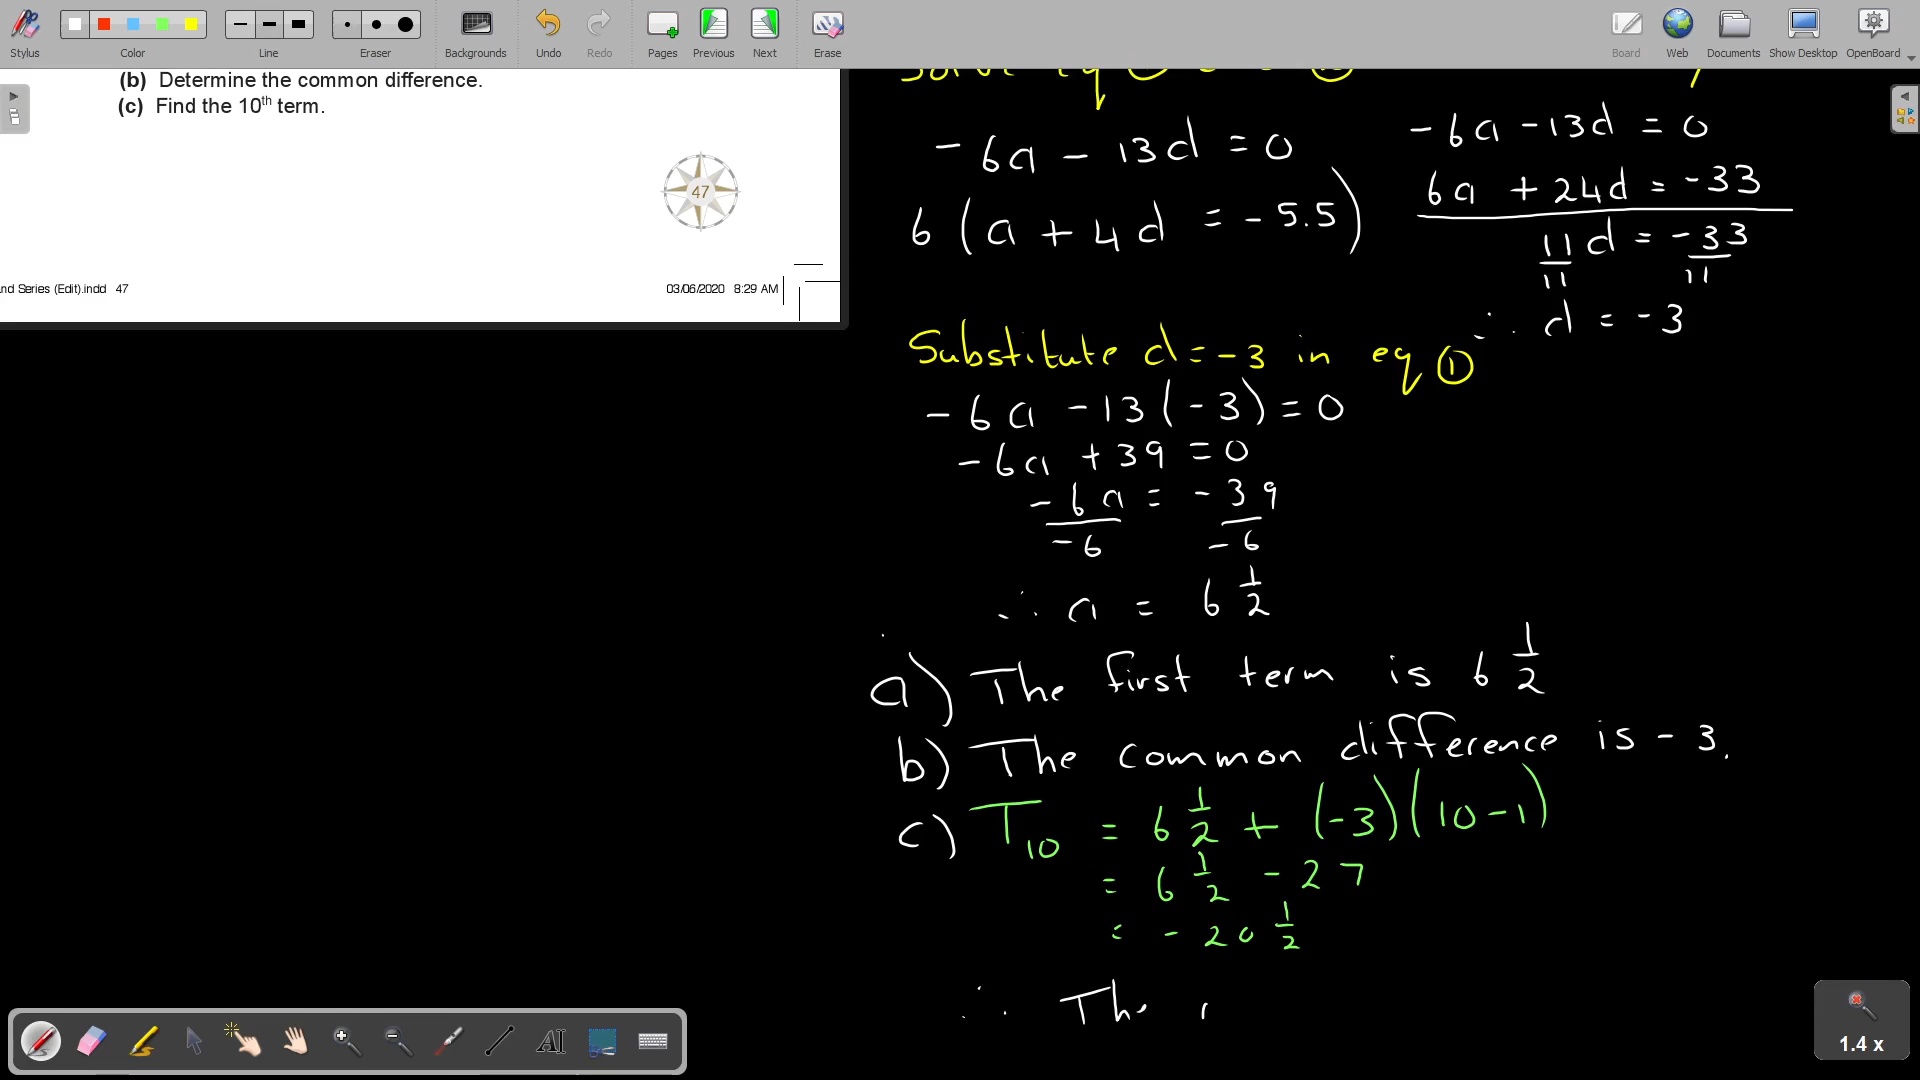 Stylus
Color
Line
Eraser
Backgrounds
Undo
Redo
Pages
Previous
Next
Erase
Board
Web
Documents
Show Desktop
OpenBoard
(b) Determine the common difference.
(c) Find the 10th term.
47
nd Series (Edit).indd 47
03/06/2020 8:29 AM
-6a - 13d = 0
6(a + 4d = -5.5)
-6a - 13d = 0
6a + 24d = -33
11d = -33
11 11
∴ d = -3
Substitute d = -3 in eq ①
-6a - 13(-3) = 0
-6a + 39 = 0
-6a = -39
-6 -6
∴ a = 6 1/2
a) The first term is 6 1/2
b) The common difference is -3.
c) T10 = 6 1/2 + (-3)(10-1)
= 6 1/2 - 27
= -20 1/2
∴ The
1.4 x